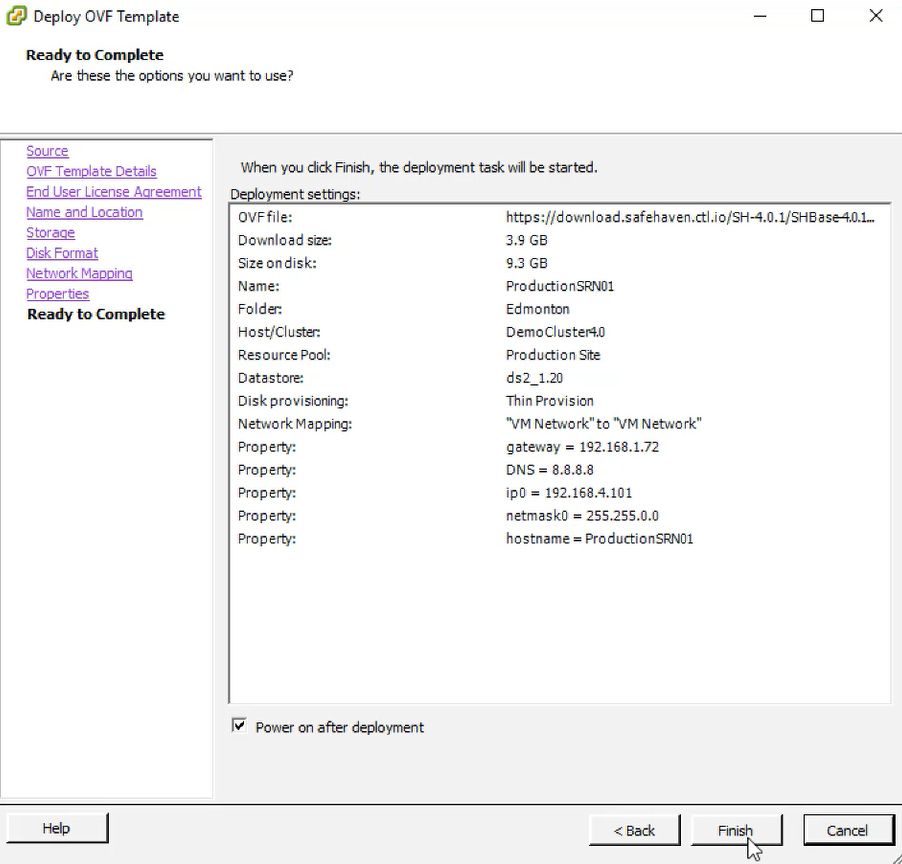 Deploy OVF Template
Ready to Complete
Are these the options you want to use?
Source
OVF Template Details
End User License Agreement
Name and Location
Storage
Disk Format
Network Mapping
Properties
Ready to Complete
When you click Finish, the deployment task will be started.
Deployment settings:
OVF file: https://download.safehaven.ctl.io/SH-4.0.1/SHBase-4.0.1...
Download size: 3.9 GB
Size on disk: 9.3 GB
Name: ProductionSRN01
Folder: Edmonton
Host/Cluster: DemoCluster4.0
Resource Pool: Production Site
Datastore: ds2_1.20
Disk provisioning: Thin Provision
Network Mapping: "VM Network" to "VM Network"
Property: gateway = 192.168.1.72
Property: DNS = 8.8.8.8
Property: ip0 = 192.168.4.101
Property: netmask0 = 255.255.0.0
Property: hostname = ProductionSRN01
Power on after deployment
Help < Back Finish Cancel